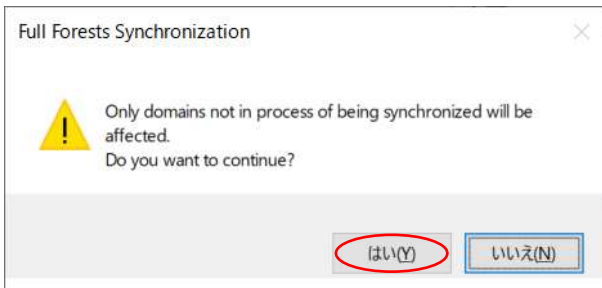 Full Forests Synchronization
Only domains not in process of being synchronized will be
affected.
Do you want to continue?
はい(Y)
いいえ(N)